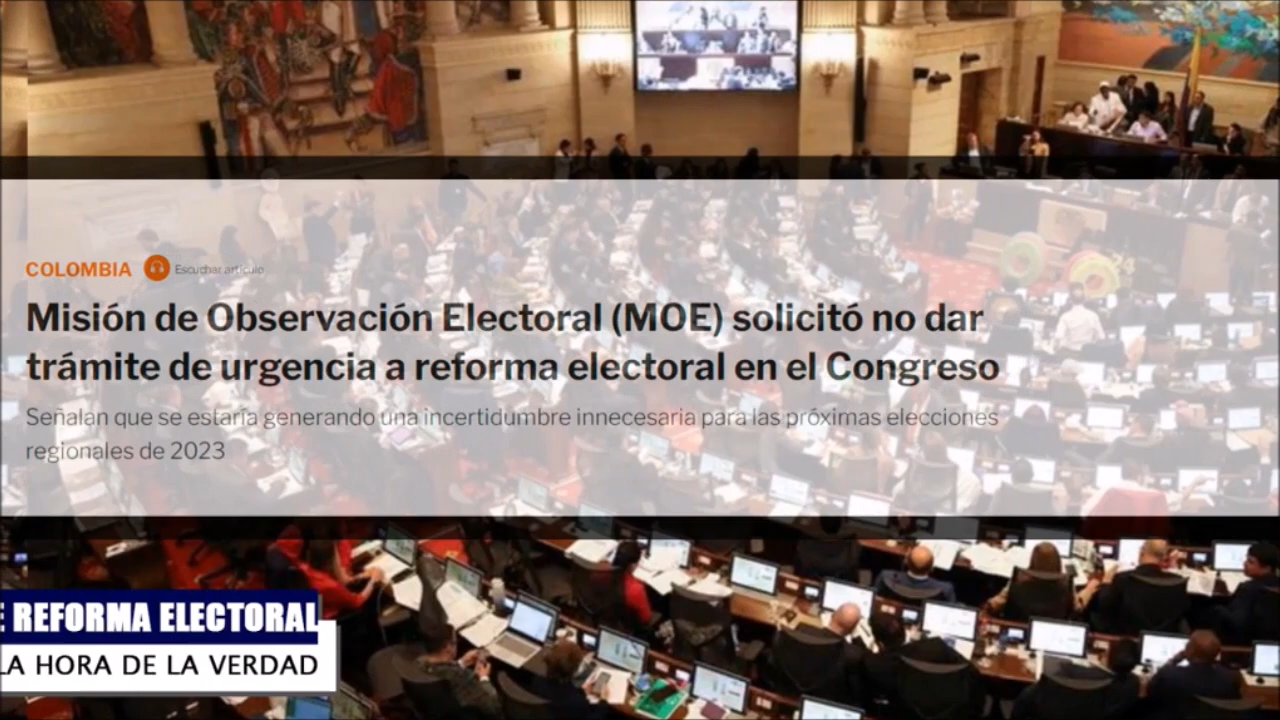 COLOMBIA Escuchar artículo
Misión de Observación Electoral (MOE) solicitó no dar
trámite de urgencia a reforma electoral en el Congreso
Señalan que se estaría generando una incertidumbre innecesaria para las próximas elecciones
regionales de 2023
E REFORMA ELECTORAL
LA HORA DE LA VERDAD